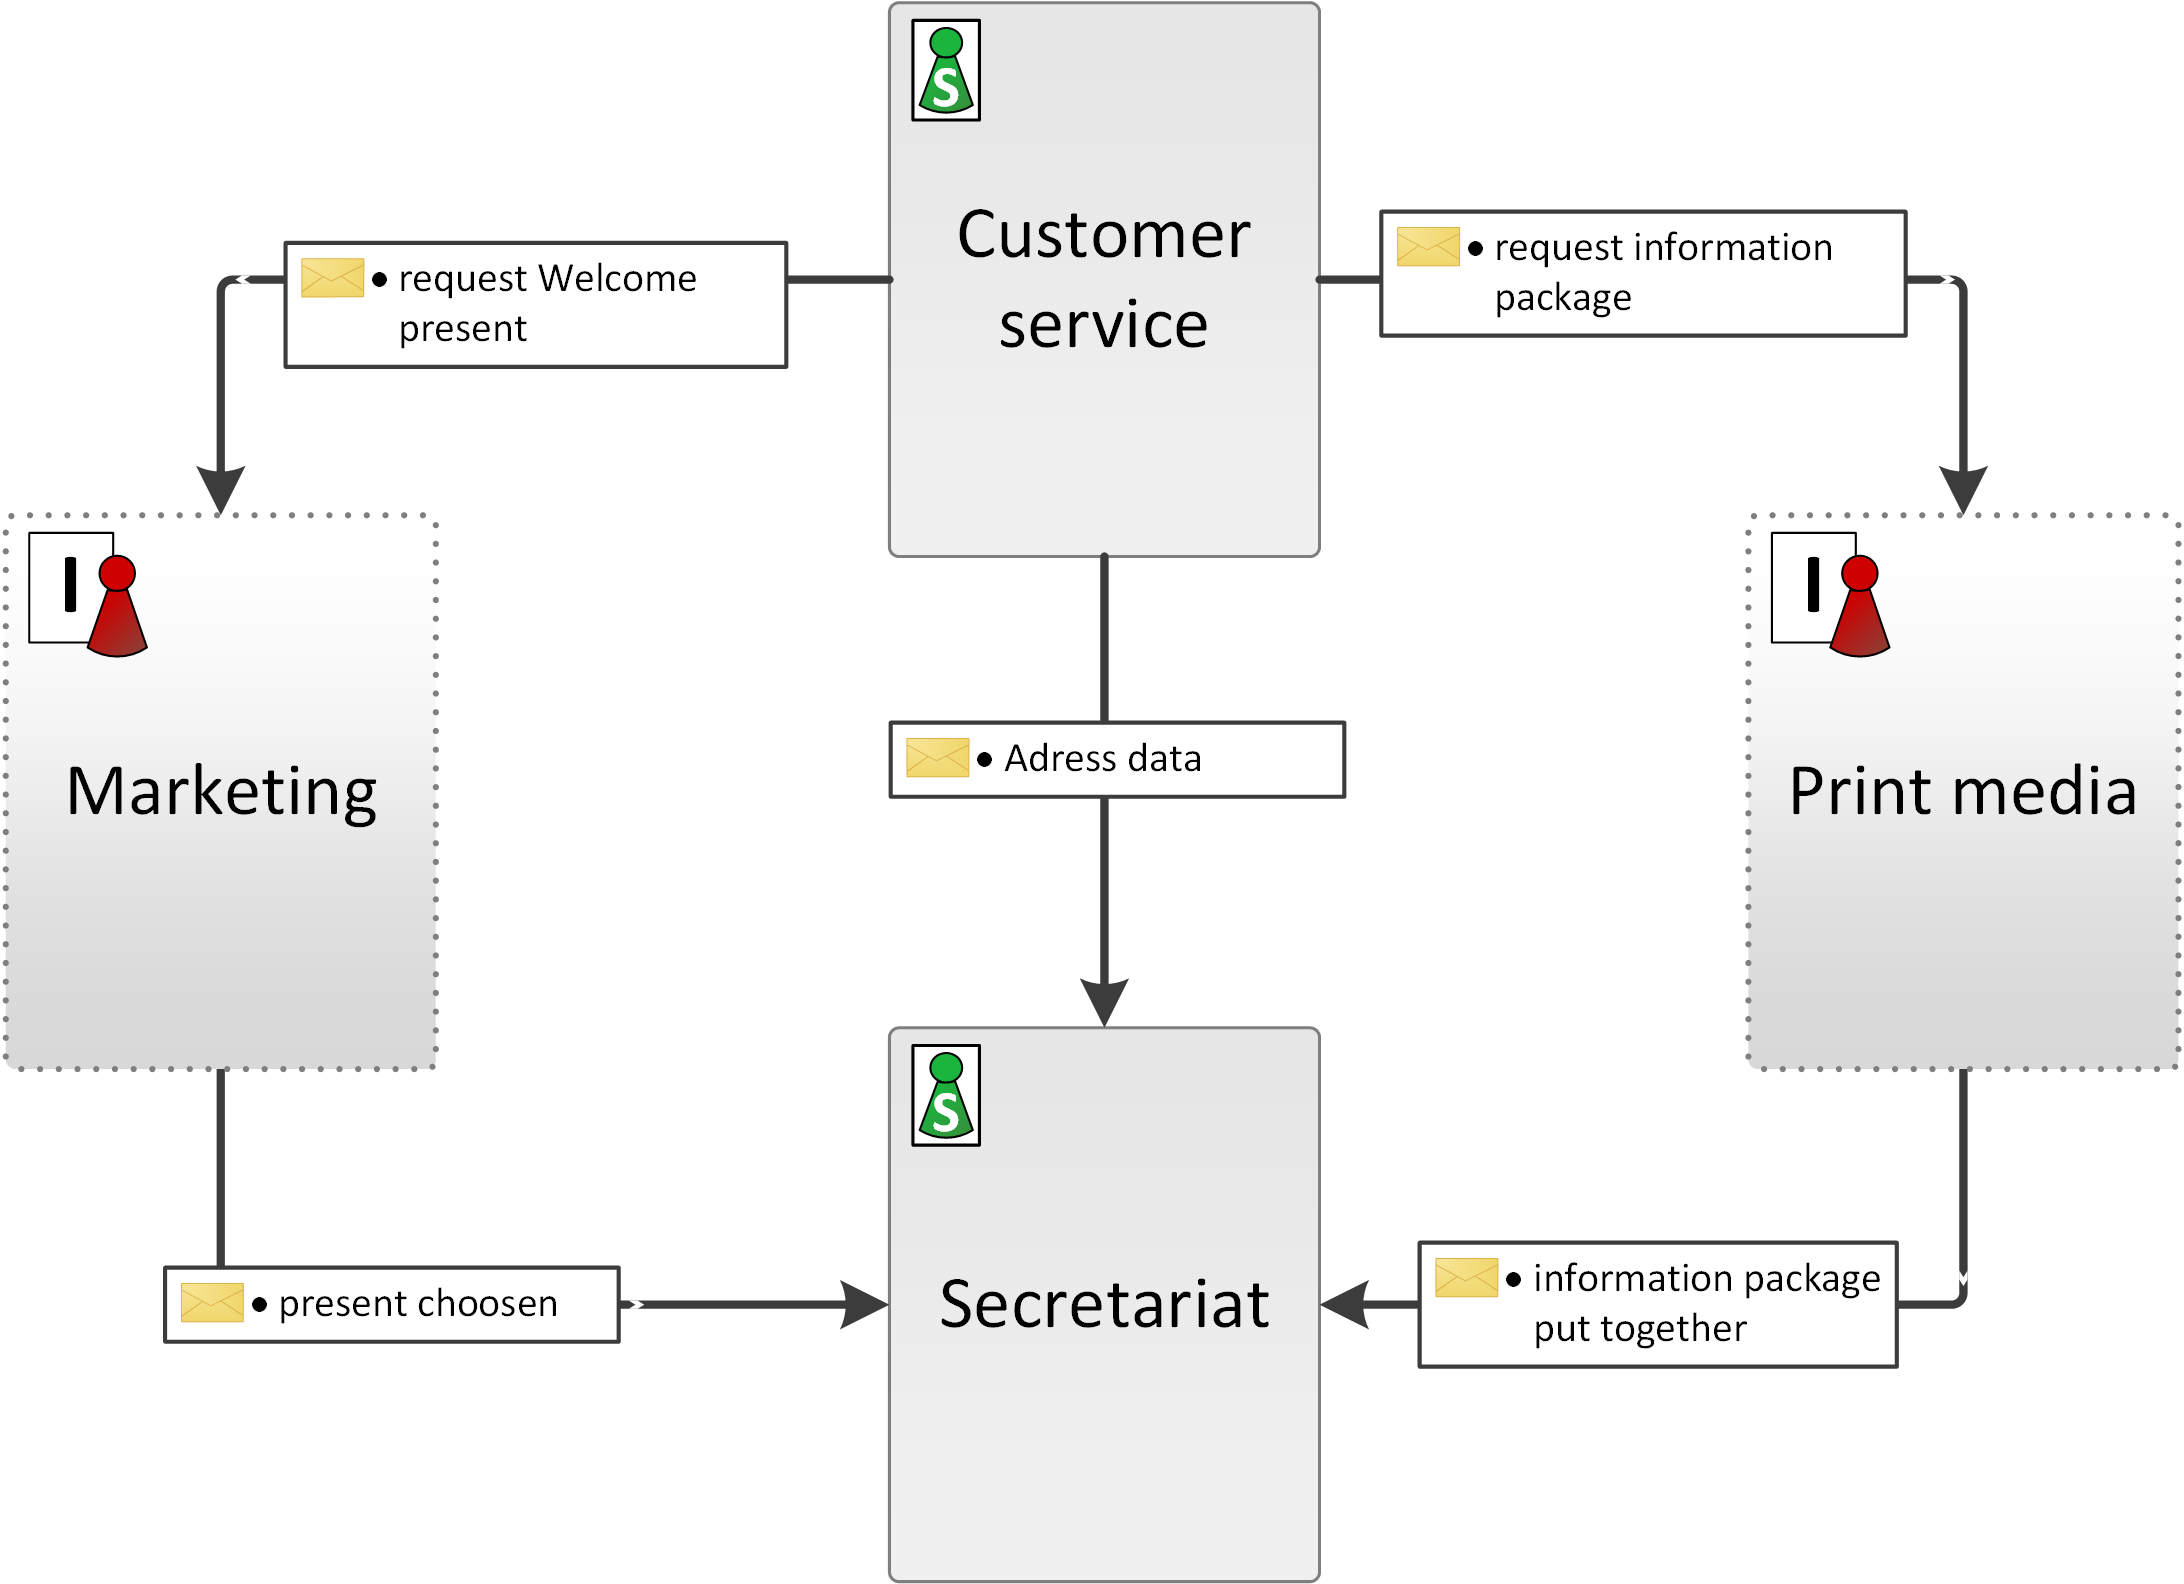 S
Customer
service
• request Welcome
present
• request information
package
I
Marketing
• Adress data
I
Print media
S
Secretariat
• present choosen
• information package
put together